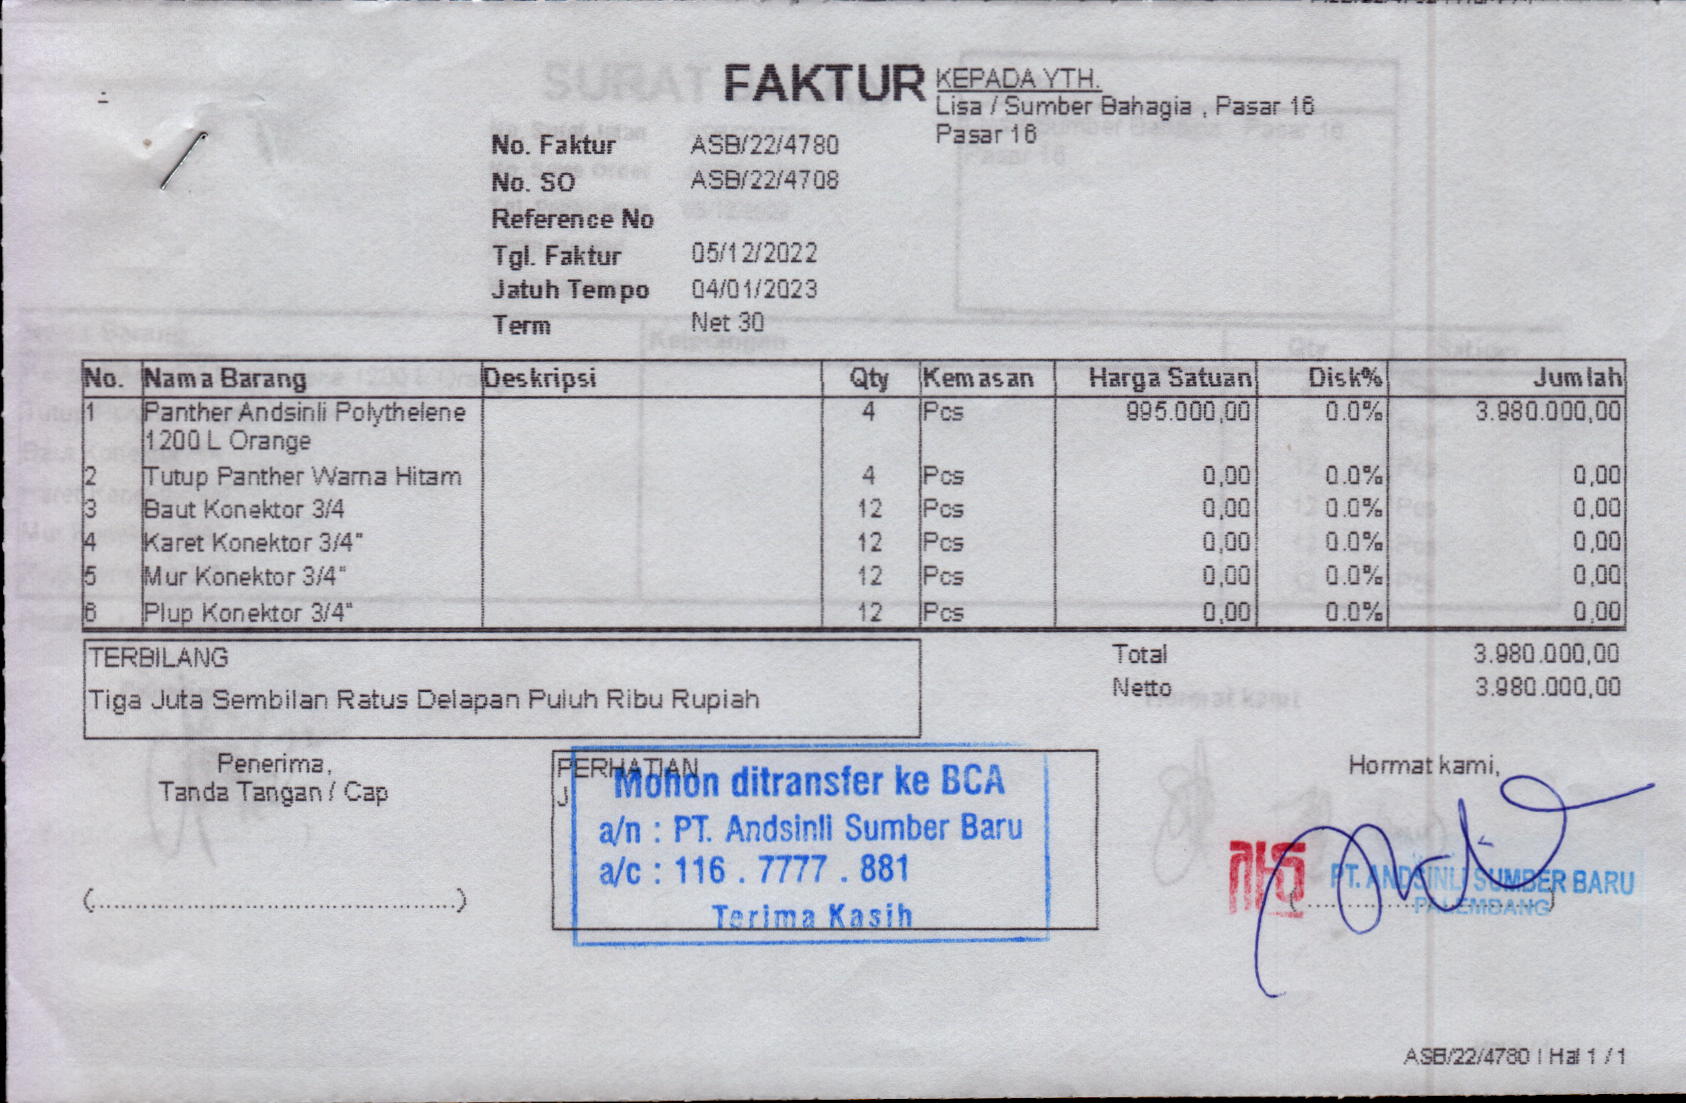 FAKTUR
KEPADA YTH.
Lisa / Sumber Bahagia , Pasar 16
Pasar 16
No. Faktur ASB/22/4780
No. SO ASB/22/4708
Reference No
Tgl. Faktur 05/12/2022
Jatuh Tempo 04/01/2023
Term Net 30
No. Nama Barang Deskripsi Qty Kemasan Harga Satuan Disk% Jumlah
1 Panther Andsinli Polythelene 4 Pcs 995.000,00 0.0% 3.980.000,00
1200 L Orange
2 Tutup Panther Warna Hitam 4 Pcs 0,00 0.0% 0,00
3 Baut Konektor 3/4 12 Pcs 0,00 0.0% 0,00
4 Karet Konektor 3/4" 12 Pcs 0,00 0.0% 0,00
5 Mur Konektor 3/4" 12 Pcs 0,00 0.0% 0,00
6 Plup Konektor 3/4" 12 Pcs 0,00 0.0% 0,00
TERBILANG
Tiga Juta Sembilan Ratus Delapan Puluh Ribu Rupiah
Total 3.980.000,00
Netto 3.980.000,00
Penerima,
Tanda Tangan / Cap
(..............................................)
PERHATIAN
Mohon ditransfer ke BCA
a/n : PT. Andsinli Sumber Baru
a/c : 116 . 7777 . 881
Terima Kasih
Hormat kami,
PT. ANDSINLI SUMBER BARU
PALEMBANG
ASB/22/4780 | Hal 1 / 1